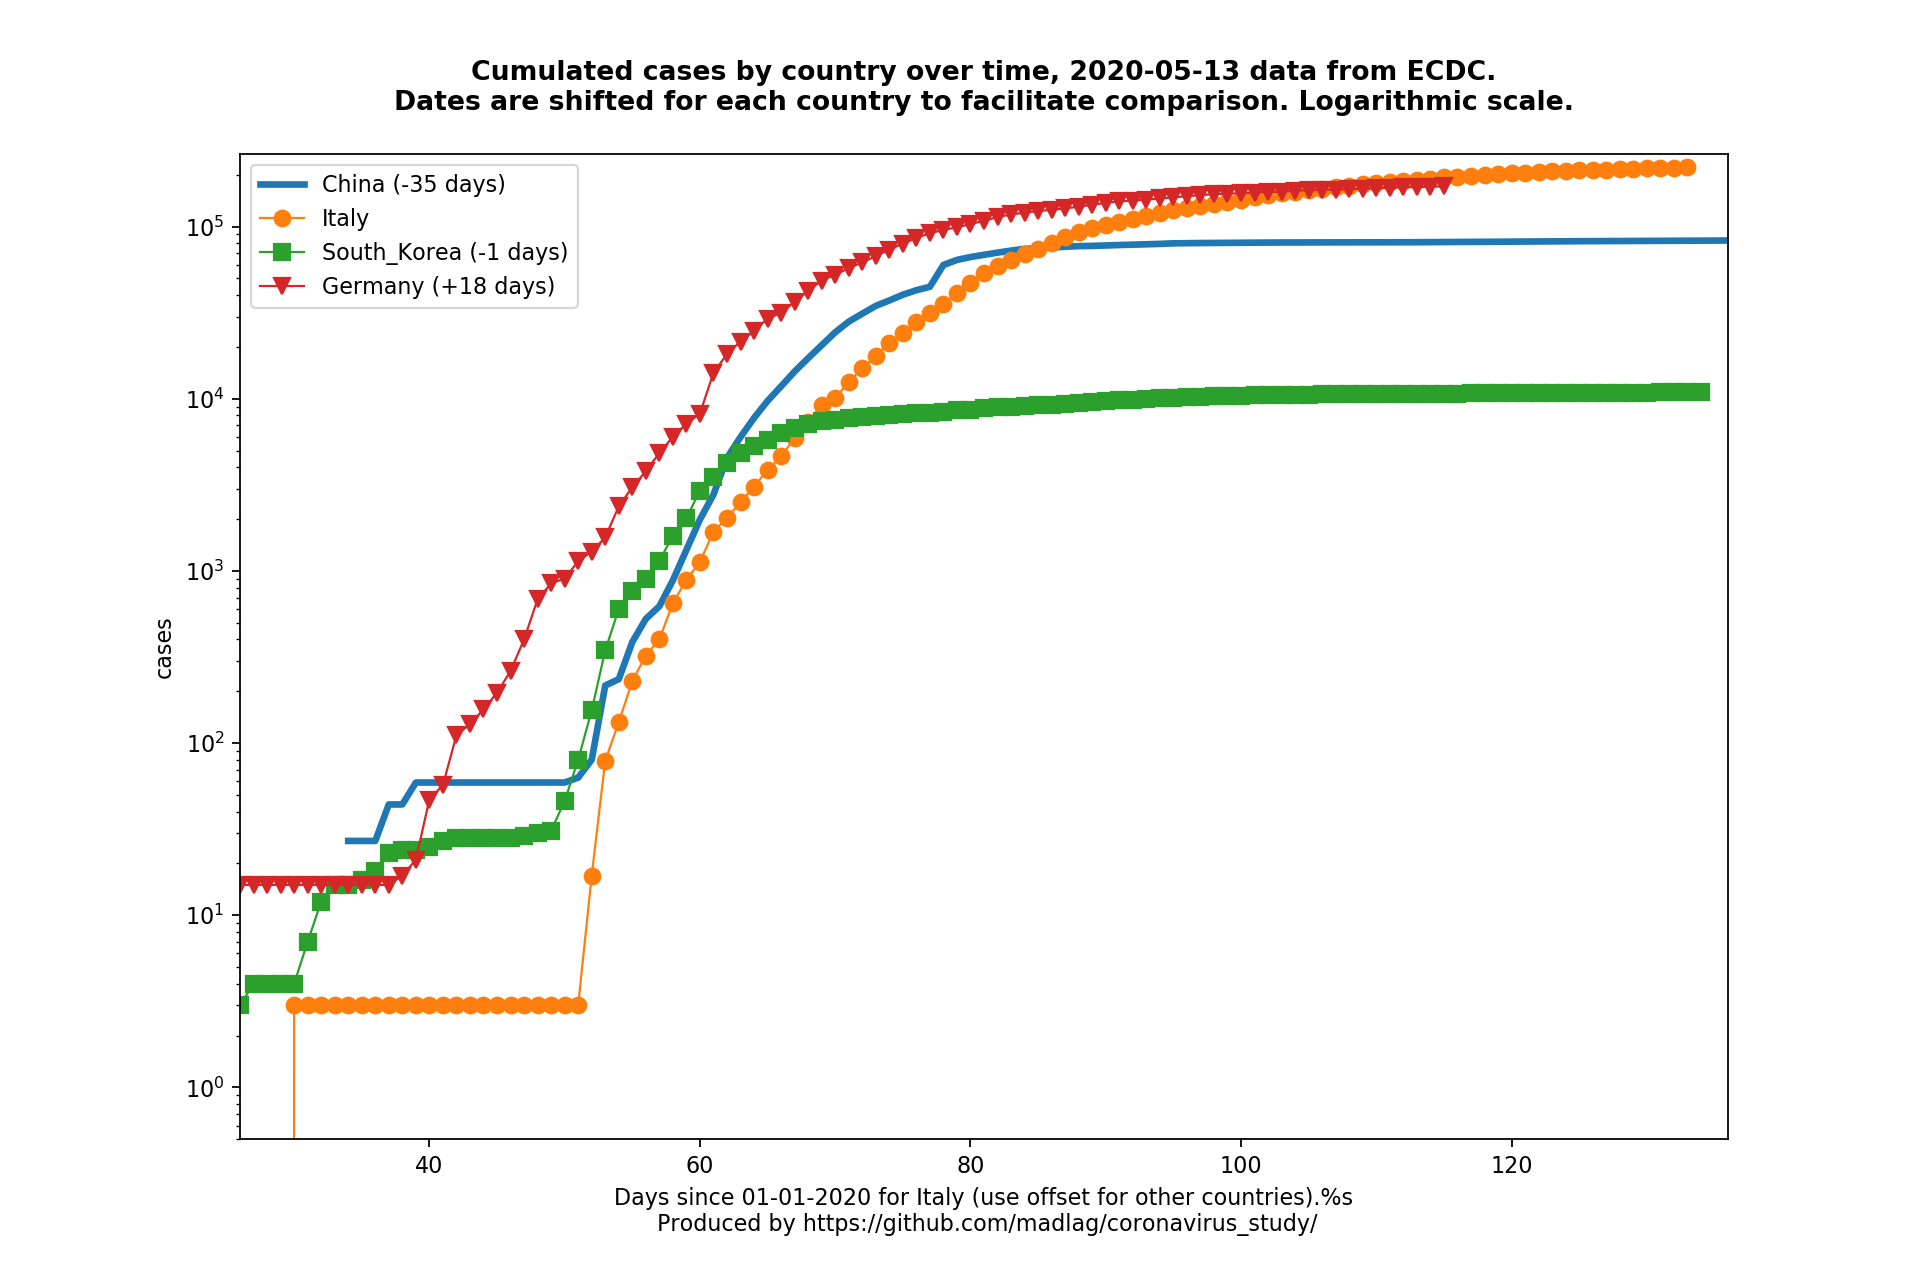 Cumulated cases by country over time, 2020-05-13 data from ECDC.
Dates are shifted for each country to facilitate comparison. Logarithmic scale.
China (-35 days)
Italy
South_Korea (-1 days)
Germany (+18 days)
10^5
10^4
10^3
10^2
10^1
10^0
cases
40 60 80 100 120
Days since 01-01-2020 for Italy (use offset for other countries).%s
Produced by https://github.com/madlag/coronavirus_study/